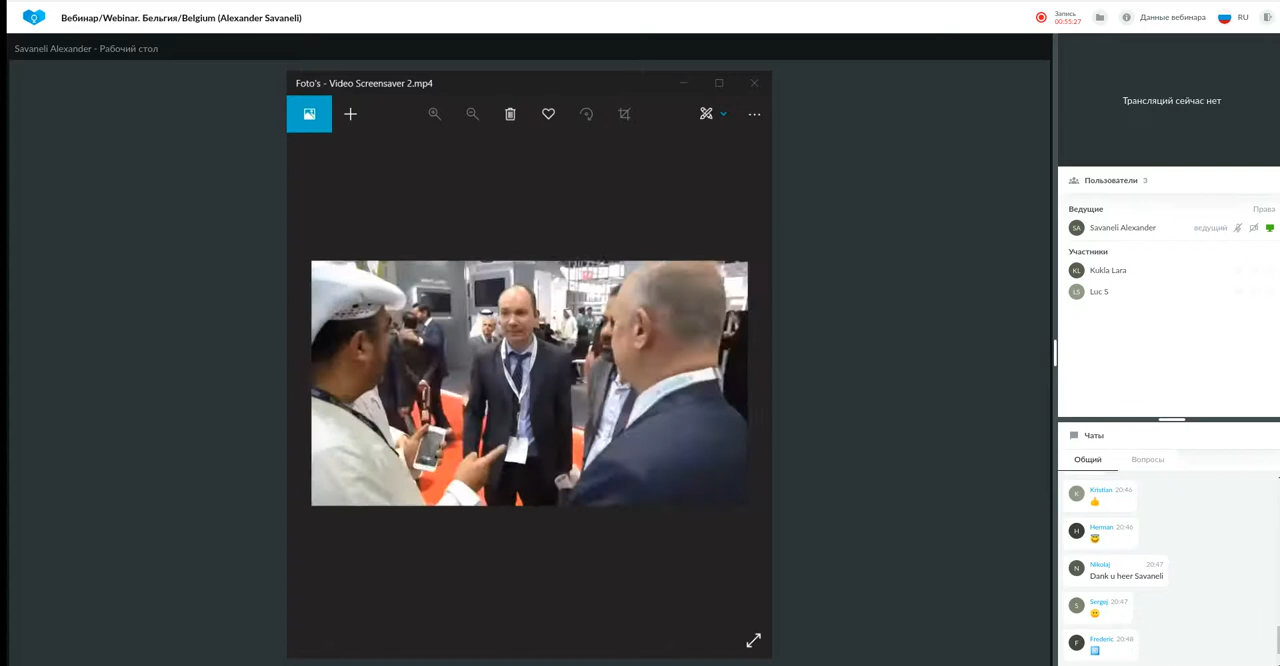 Вебинар/Webinar. Бельгия/Belgium (Alexander Savaneli)
Запись
00:55:27
Данные вебинара
RU
Savaneli Alexander - Рабочий стол
Foto's - Video Screensaver 2.mp4
Трансляций сейчас нет
Пользователи 3
Ведущие Права
SA Savaneli Alexander ведущий
Участники
KL Kukla Lara
LS Luc S
Чаты
Общий Вопросы
K Kristian 20:46
H Herman 20:46
N Nikolaj 20:47
Dank u heer Savaneli
S Sergej 20:47
F Frederic 20:48